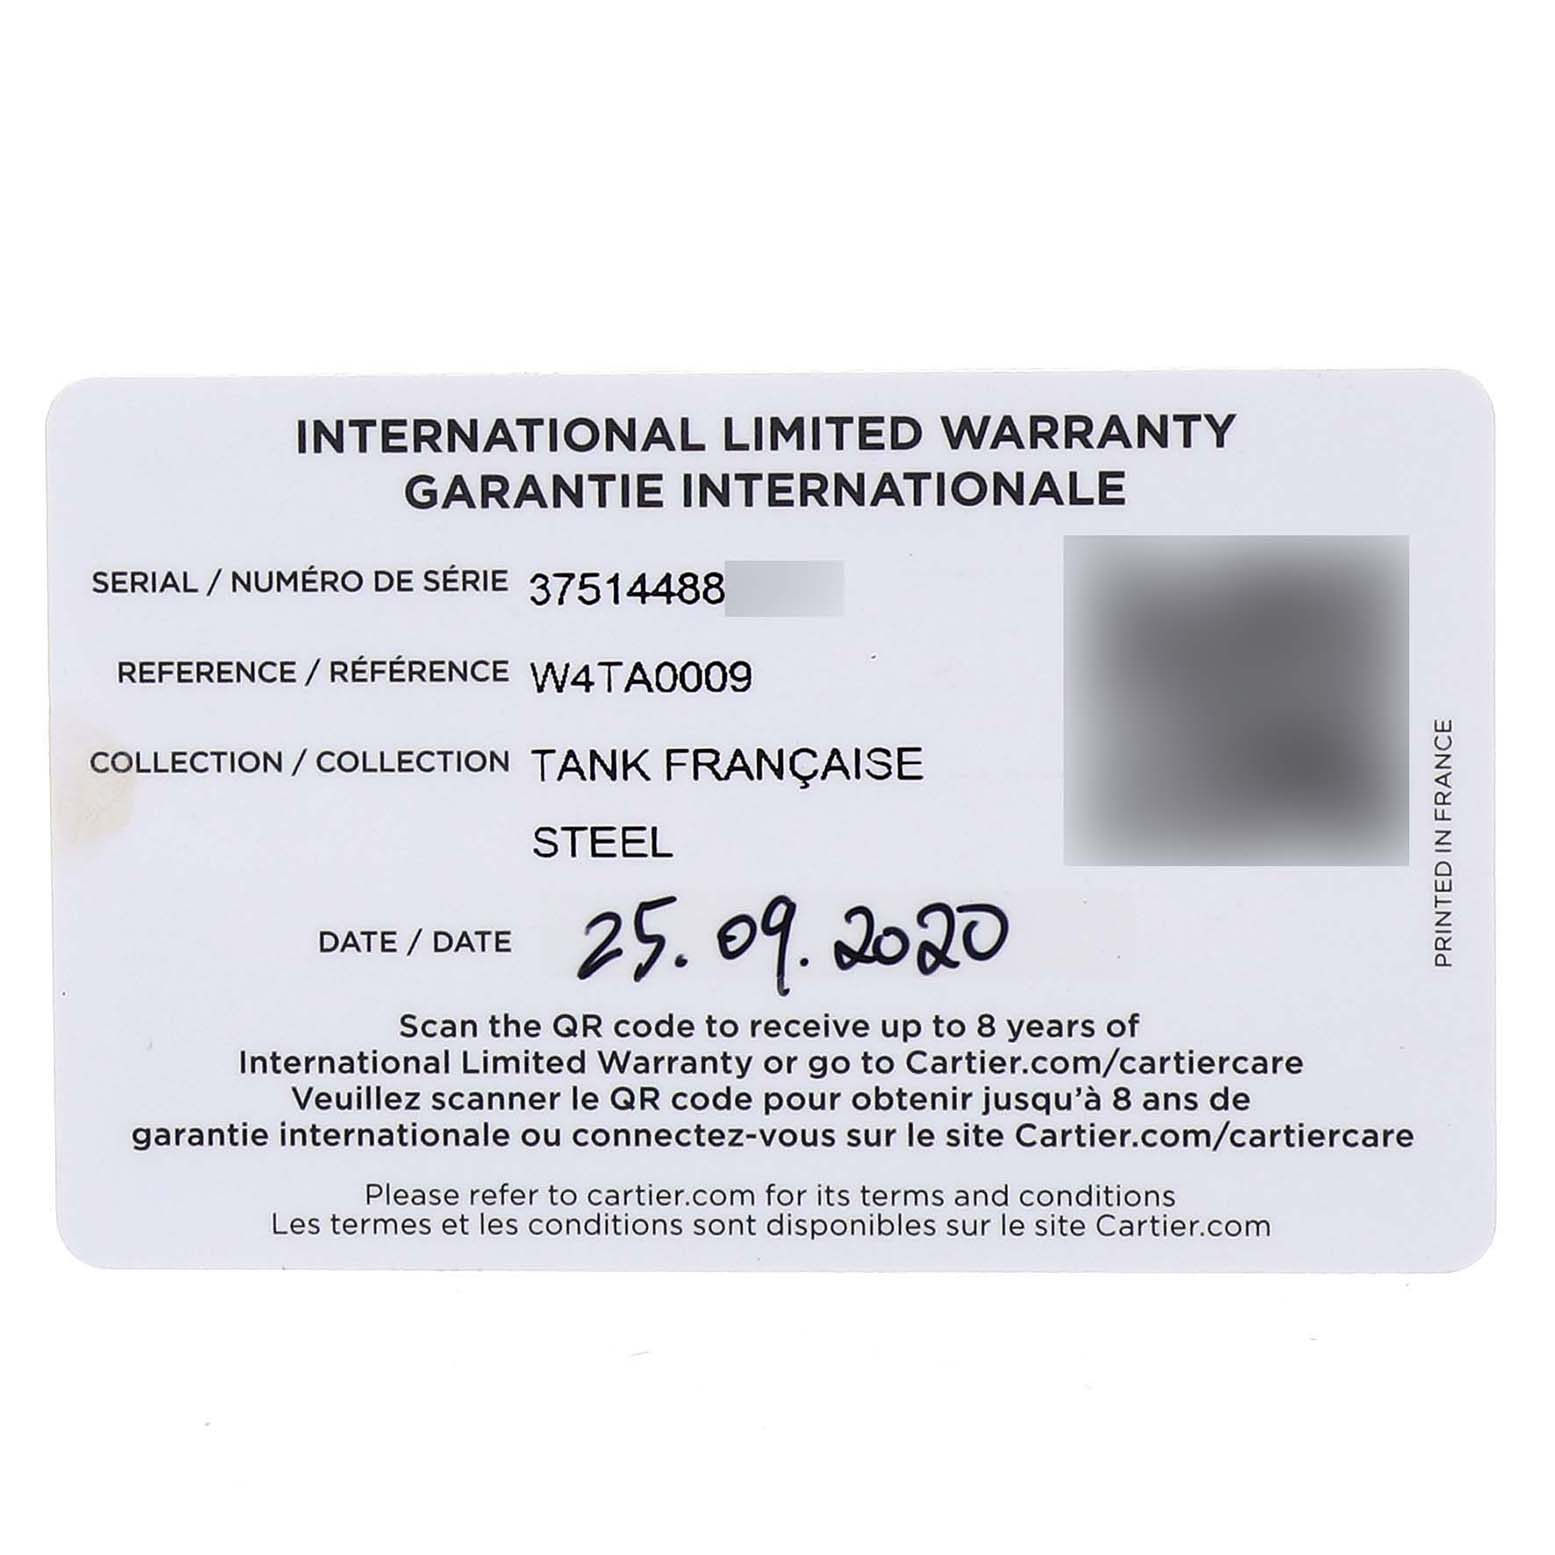 INTERNATIONAL LIMITED WARRANTY
GARANTIE INTERNATIONALE
SERIAL / NUMÉRO DE SÉRIE 37514488
REFERENCE / RÉFÉRENCE W4TA0009
COLLECTION / COLLECTION TANK FRANÇAISE
STEEL
DATE / DATE 25.09.2020
Scan the QR code to receive up to 8 years of
International Limited Warranty or go to Cartier.com/cartiercare
Veuillez scanner le QR code pour obtenir jusqu'à 8 ans de
garantie internationale ou connectez-vous sur le site Cartier.com/cartiercare
Please refer to cartier.com for its terms and conditions
Les termes et les conditions sont disponibles sur le site Cartier.com
PRINTED IN FRANCE